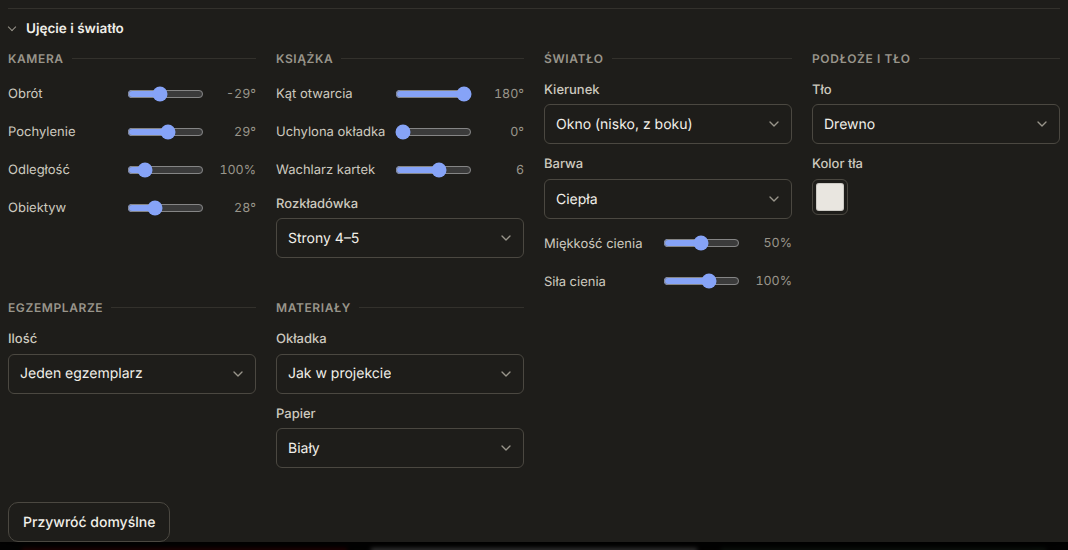 Ujęcie i światło
KAMERA
Obrót -29°
Pochylenie 29°
Odległość 100%
Obiektyw 28°
KSIĄŻKA
Kąt otwarcia 180°
Uchylona okładka 0°
Wachlarz kartek 6
Rozkładówka
Strony 4–5
ŚWIATŁO
Kierunek
Okno (nisko, z boku)
Barwa
Ciepła
Miękkość cienia 50%
Siła cienia 100%
PODŁOŻE I TŁO
Tło
Drewno
Kolor tła
EGZEMPLARZE
Ilość
Jeden egzemplarz
MATERIAŁY
Okładka
Jak w projekcie
Papier
Biały
Przywróć domyślne